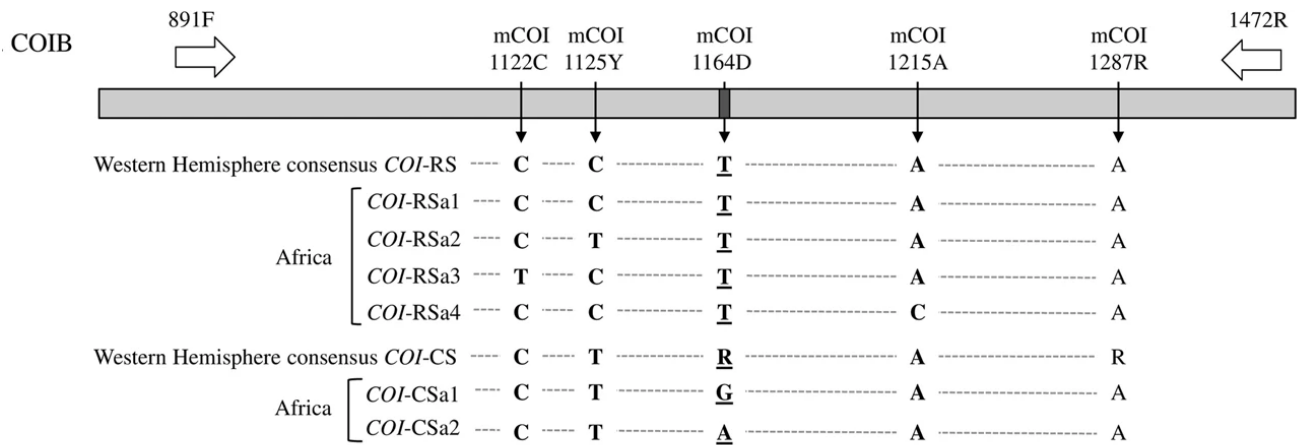 891F
1472R
. COIB
mCOI mCOI mCOI mCOI mCOI
1122C 1125Y 1164D 1215A 1287R
Western Hemisphere consensus COI-RS C C T A A
COI-RSa1 C C T A A
COI-RSa2 C T T A A
Africa
COI-RSa3 T C T A A
COI-RSa4 C C T C A
Western Hemisphere consensus COI-CS C T R A R
COI-CSa1 C T G A A
Africa
COI-CSa2 C T A A A